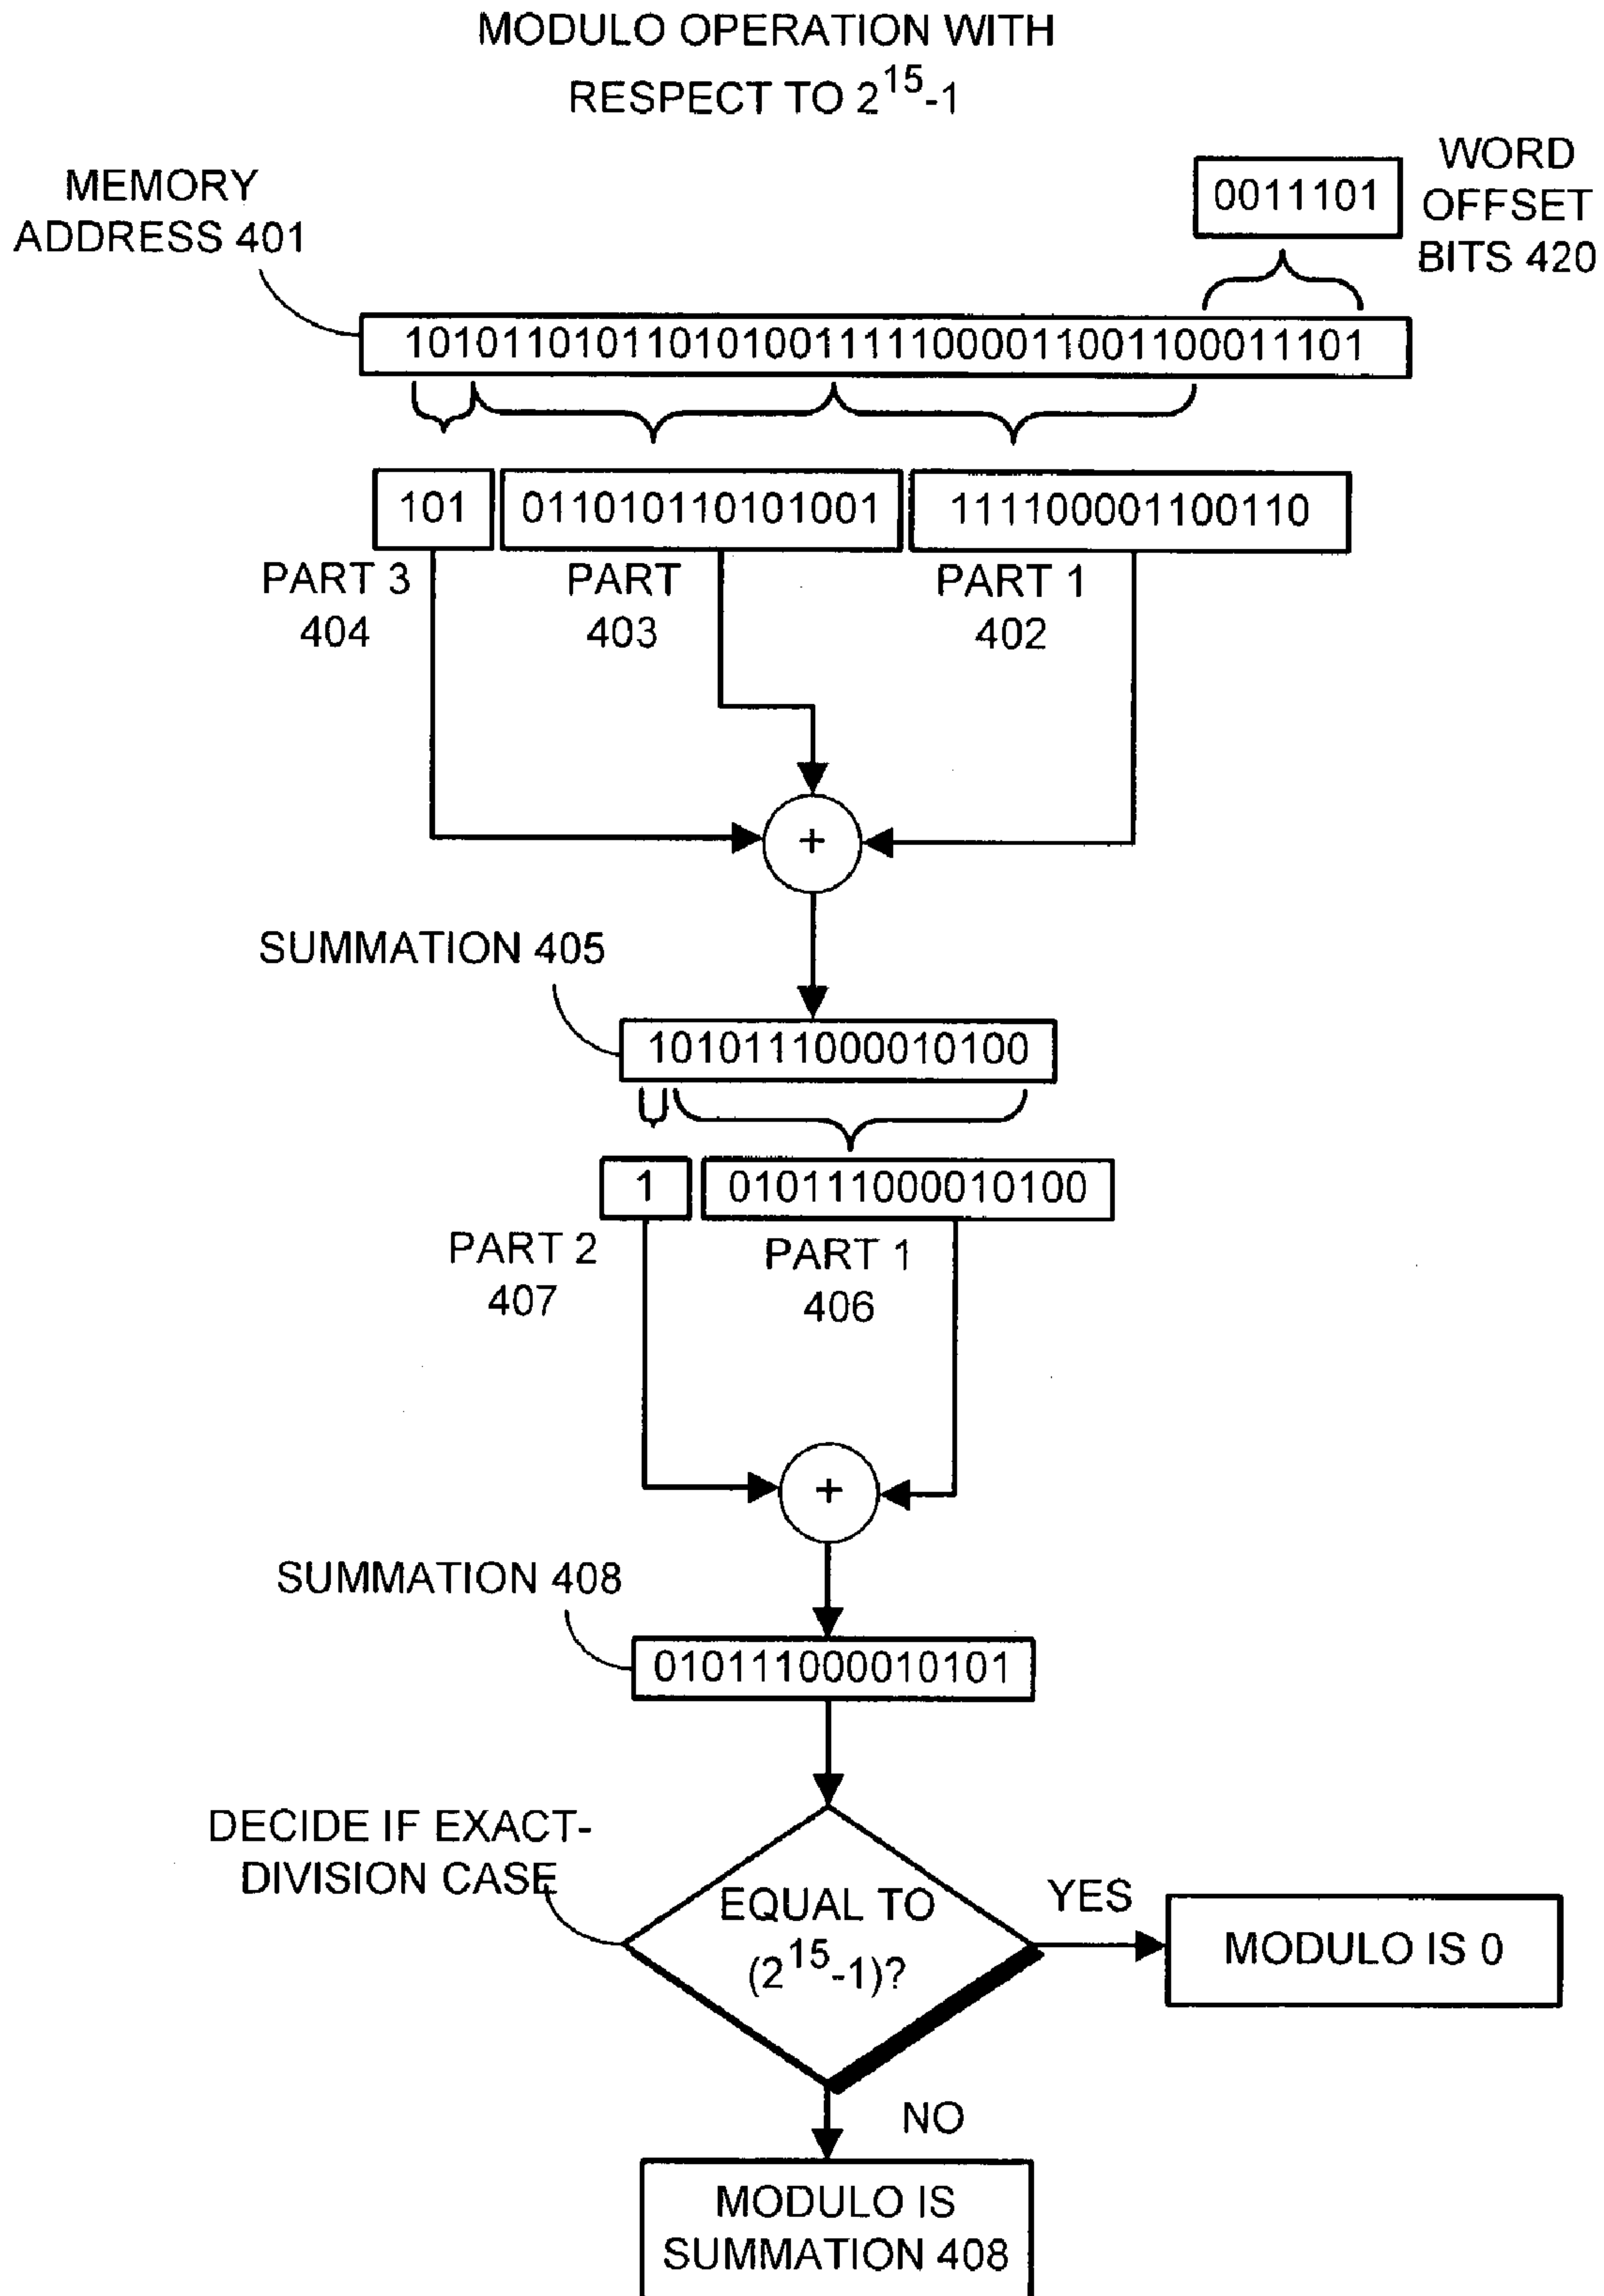 MODULO OPERATION WITH
RESPECT TO 2^15-1
MEMORY
ADDRESS 401
0011101
WORD
OFFSET
BITS 420
1010110101101010011111000011001100011101
101
011010110101001
111100001100110
PART 3
404
PART
403
PART 1
402
+
SUMMATION 405
1010111000010100
1
010111000010100
PART 2
407
PART 1
406
+
SUMMATION 408
010111000010101
DECIDE IF EXACT-
DIVISION CASE
EQUAL TO
(2^15-1)?
YES
MODULO IS 0
NO
MODULO IS
SUMMATION 408